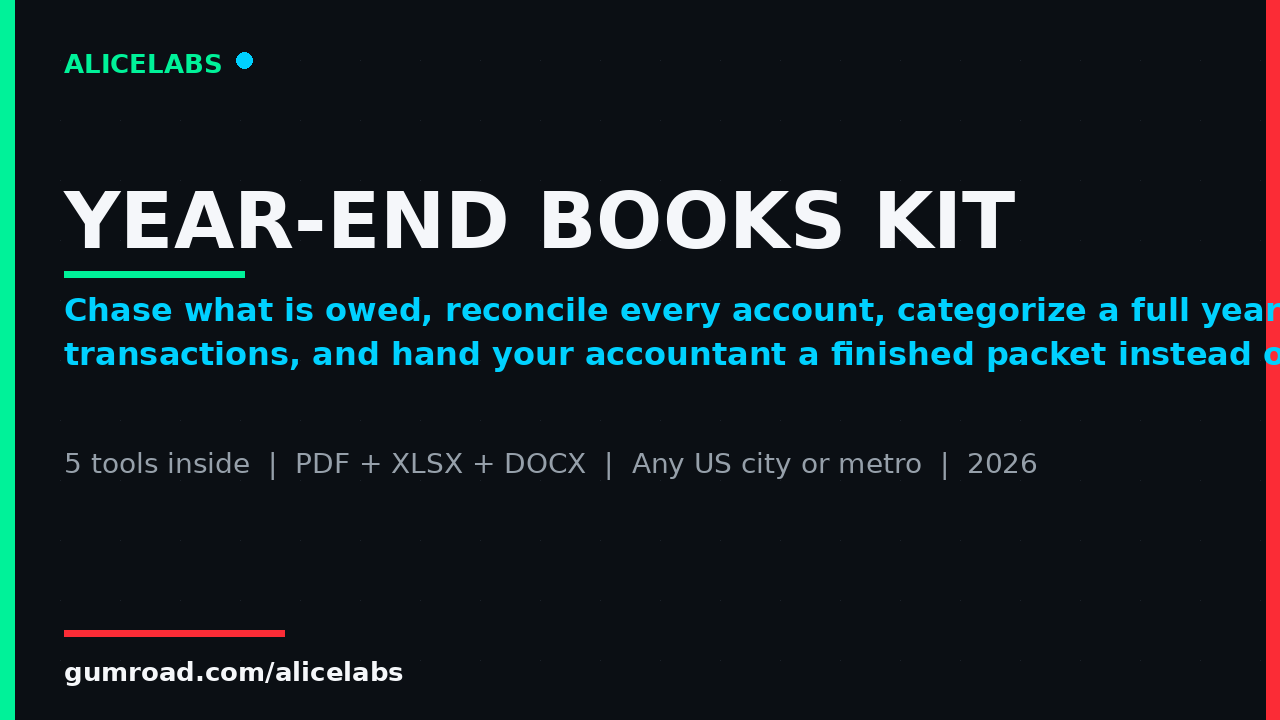 ALICELABS
YEAR-END BOOKS KIT
Chase what is owed, reconcile every account, categorize a full year
transactions, and hand your accountant a finished packet instead
5 tools inside | PDF + XLSX + DOCX | Any US city or metro | 2026
gumroad.com/alicelabs